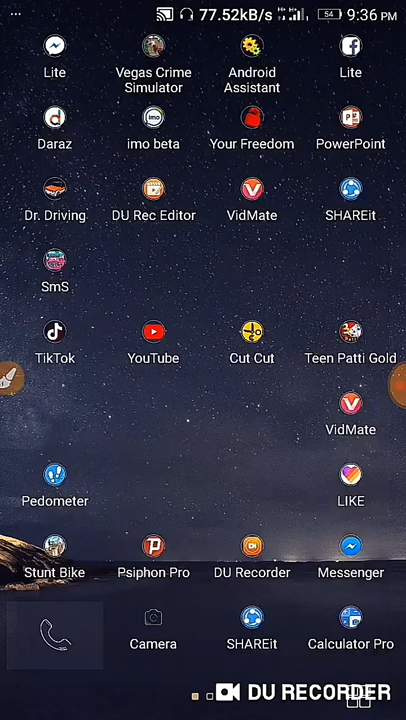 ... 77.52kB/s 54 9:36 PM
Lite Vegas Crime Simulator Android Assistant Lite
Daraz imo beta Your Freedom PowerPoint
Dr. Driving DU Rec Editor VidMate SHAREit
SmS
TikTok YouTube Cut Cut Teen Patti Gold
VidMate
Pedometer LIKE
Stunt Bike Psiphon Pro DU Recorder Messenger
Camera SHAREit Calculator Pro
DU RECORDER